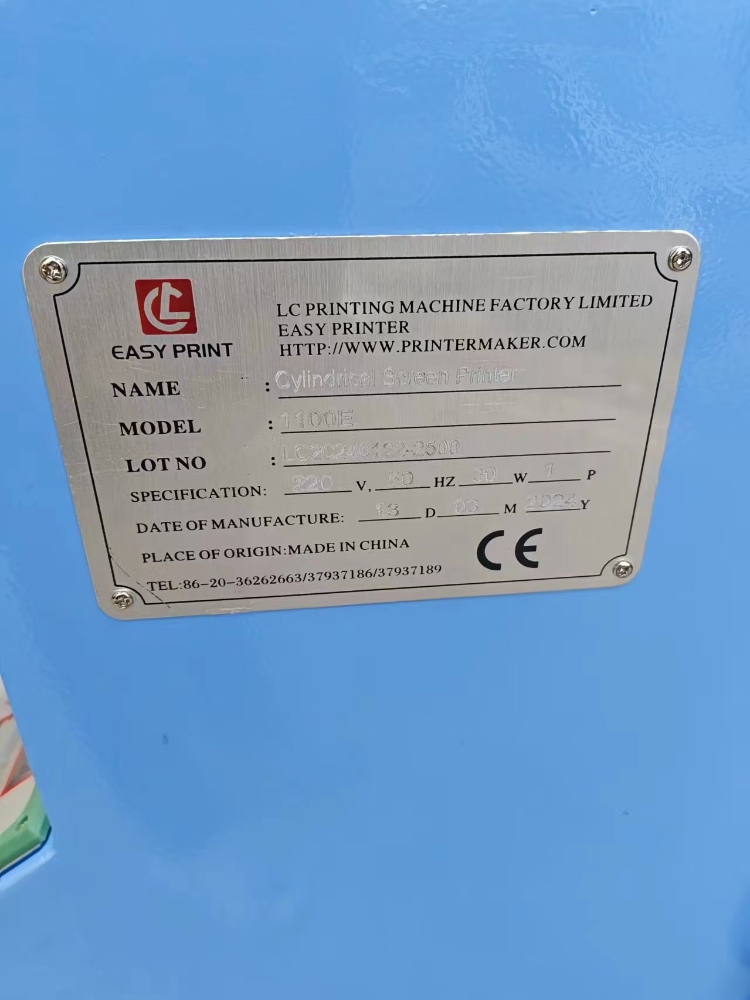 LC PRINTING MACHINE FACTORY LIMITED
EASY PRINTER
HTTP://WWW.PRINTERMAKER.COM
EASY PRINT
NAME : Cylindrical Screen Printer
MODEL : 1100E
LOT NO :
SPECIFICATION: 220 V, HZ W 1 P
DATE OF MANUFACTURE: 13 D M 2024 Y
PLACE OF ORIGIN:MADE IN CHINA
CE
TEL:86-20-36262663/37937186/37937189